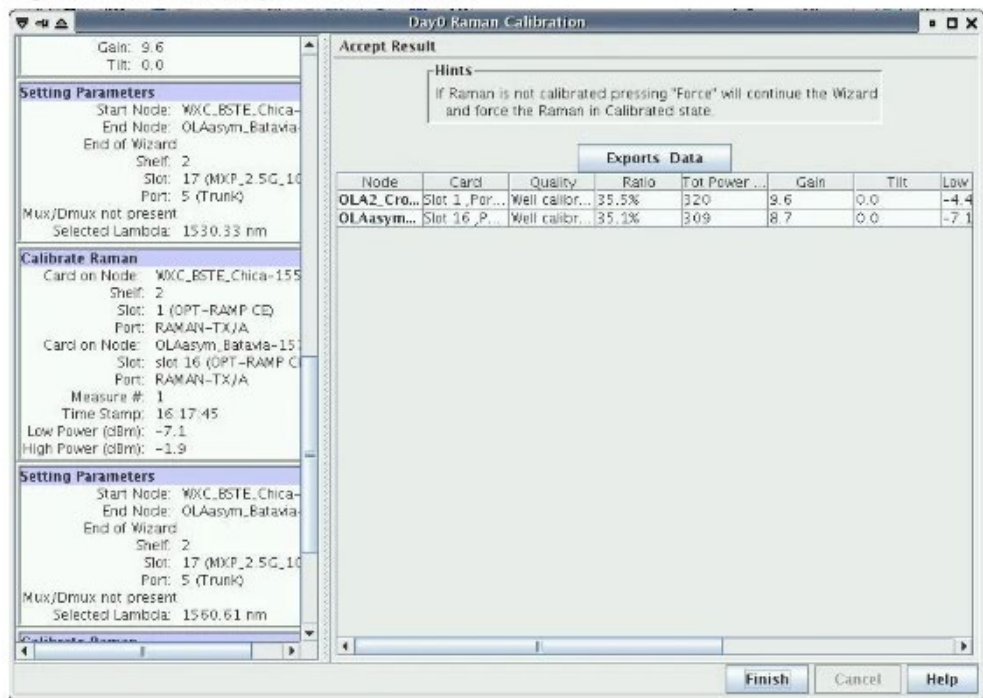 Day0 Raman Calibration
Gain: 9.6
Tilt: 0.0
Setting Parameters
Start Node: WXC_BSTE_Chica-
End Node: OLAasym_Batavia-
End of Wizard
Shelf: 2
Slot: 17 (MXP_2.5G_10
Port: 5 (Trunk)
Mux/Dmux not present
Selected Lambda: 1530.33 nm
Calibrate Raman
Card on Node: WXC_BSTE_Chica-155
Shelf: 2
Slot: 1 (OPT-RAMP CE)
Port: RAMAN-TX/A
Card on Node: OLAasym_Batavia-157
Slot: slot 16 (OPT-RAMP C
Port: RAMAN-TX/A
Measure #: 1
Time Stamp: 16:17:45
Low Power (dBm): -7.1
High Power (dBm): -1.9
Setting Parameters
Start Node: WXC_BSTE_Chica-
End Node: OLAasym_Batavia-
End of Wizard
Shelf: 2
Slot: 17 (MXP_2.5G_10
Port: 5 (Trunk)
Mux/Dmux not present
Selected Lambda: 1560.61 nm
Calibrate Raman
Accept Result
Hints
If Raman is not calibrated pressing "Force" will continue the Wizard
and force the Raman in Calibrated state.
Exports Data
Node Card Quality Ratio Tot Power ... Gain Tilt Low
OLA2_Cro... Slot 1 ,Por... Well calibr... 35.5% 320 9.6 0.0 -4.4
OLAasym... Slot 16 ,P... Well calibr... 35.1% 309 8.7 0.0 -7.1
Finish Cancel Help